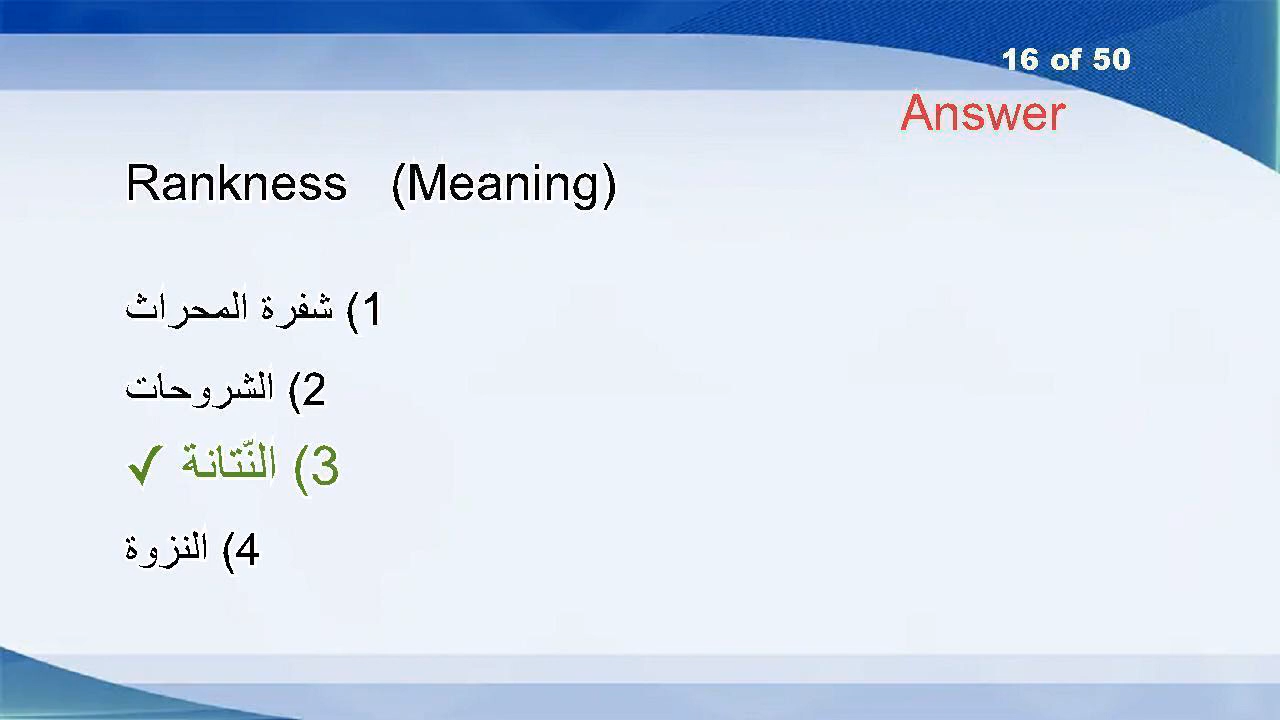 16 of 50
Answer
Rankness (Meaning)
1) شفرة المحراث
2) الشروحات
3) النّتانة ✓
4) النزوة